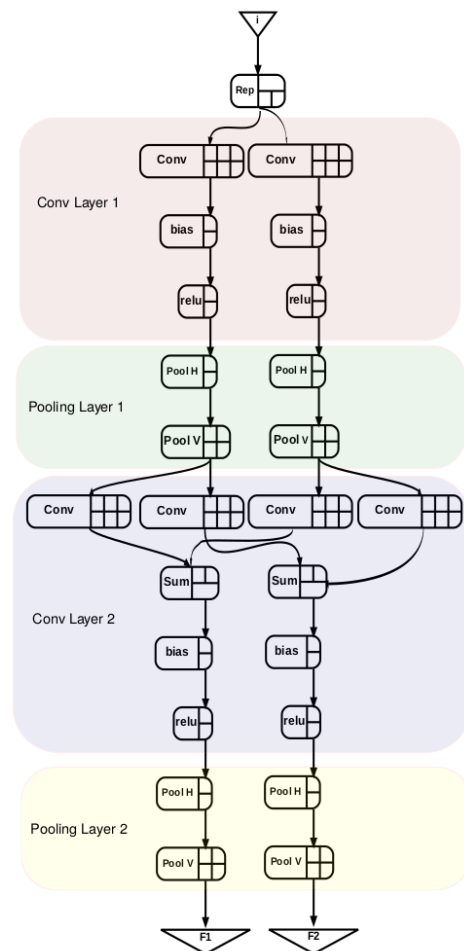 i
Rep
Conv Conv
Conv Layer 1
bias bias
relu relu
Pool H Pool H
Pooling Layer 1
Pool V Pool V
Conv Conv Conv Conv
Sum Sum
Conv Layer 2
bias bias
relu relu
Pool H Pool H
Pooling Layer 2
Pool V Pool V
F1 F2